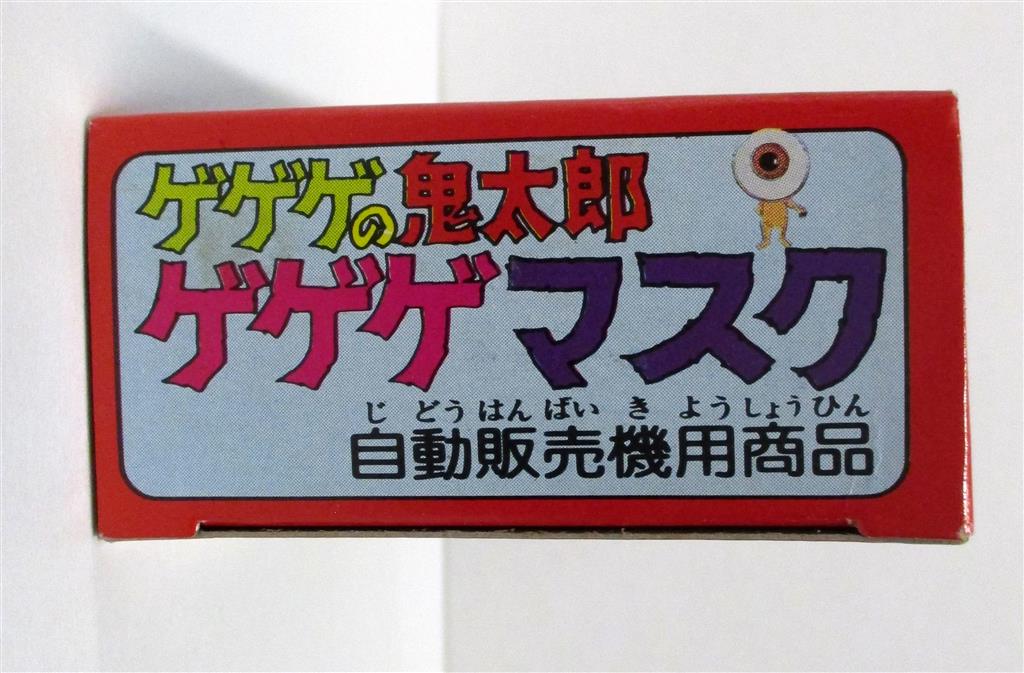 ゲゲゲの鬼太郎
ゲゲゲマスク
じどうはんばいきようしょうひん
自動販売機用商品